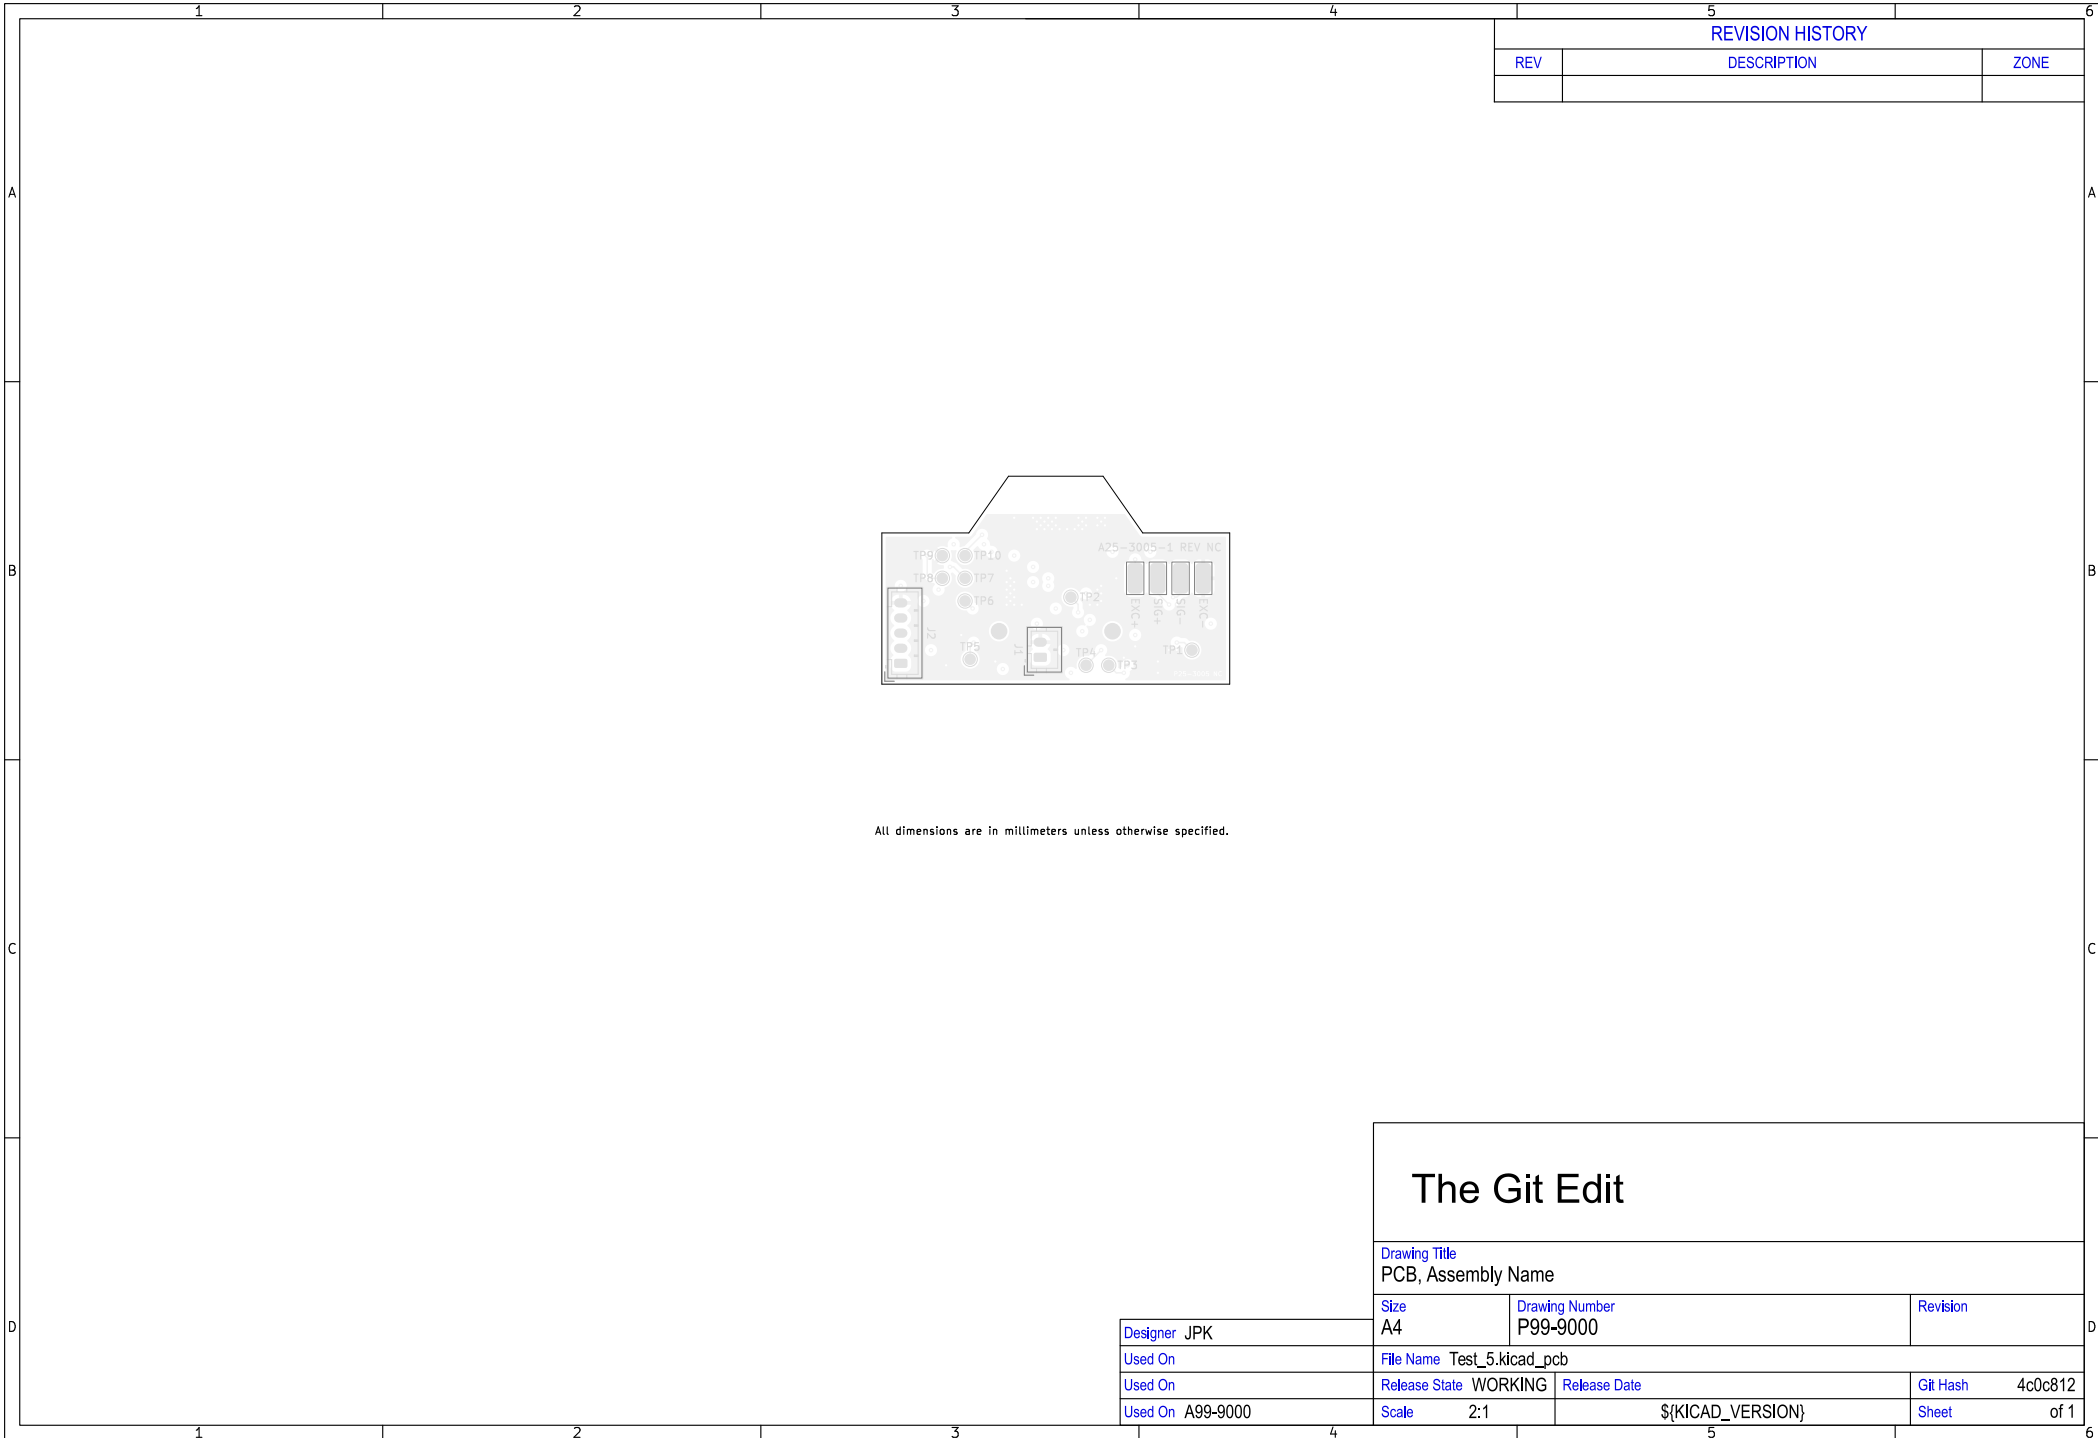 1 2 3 4 5 6
REVISION HISTORY
REV DESCRIPTION ZONE
A A
B B
A25-3005-1 REV NC
TP9 TP10
TP8 TP7
TP6 TP2
EXC+ SIG+ SIG- EXC-
J2
TP5 J1 TP4 TP3 TP1
All dimensions are in millimeters unless otherwise specified.
C C
The Git Edit
Drawing Title
PCB, Assembly Name
Size Drawing Number Revision
A4 P99-9000
D D
Designer JPK
Used On File Name Test_5.kicad_pcb
Used On Release State WORKING Release Date Git Hash 4c0c812
Used On A99-9000 Scale 2:1 ${KICAD_VERSION} Sheet of 1
1 2 3 4 5 6